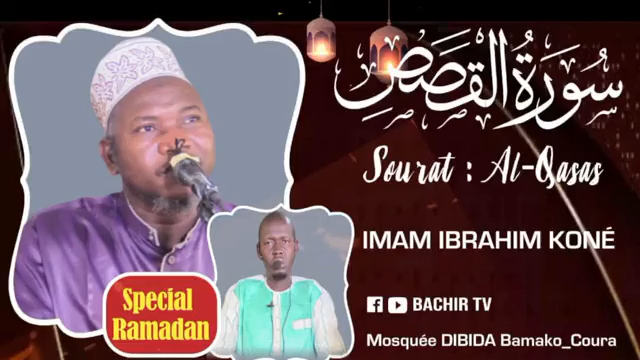 سُورَةُ القَصَصِ
Sourat : Al-Qasas
IMAM IBRAHIM KONÉ
BACHIR TV
Mosquée DIBIDA Bamako_Coura
Special
Ramadan